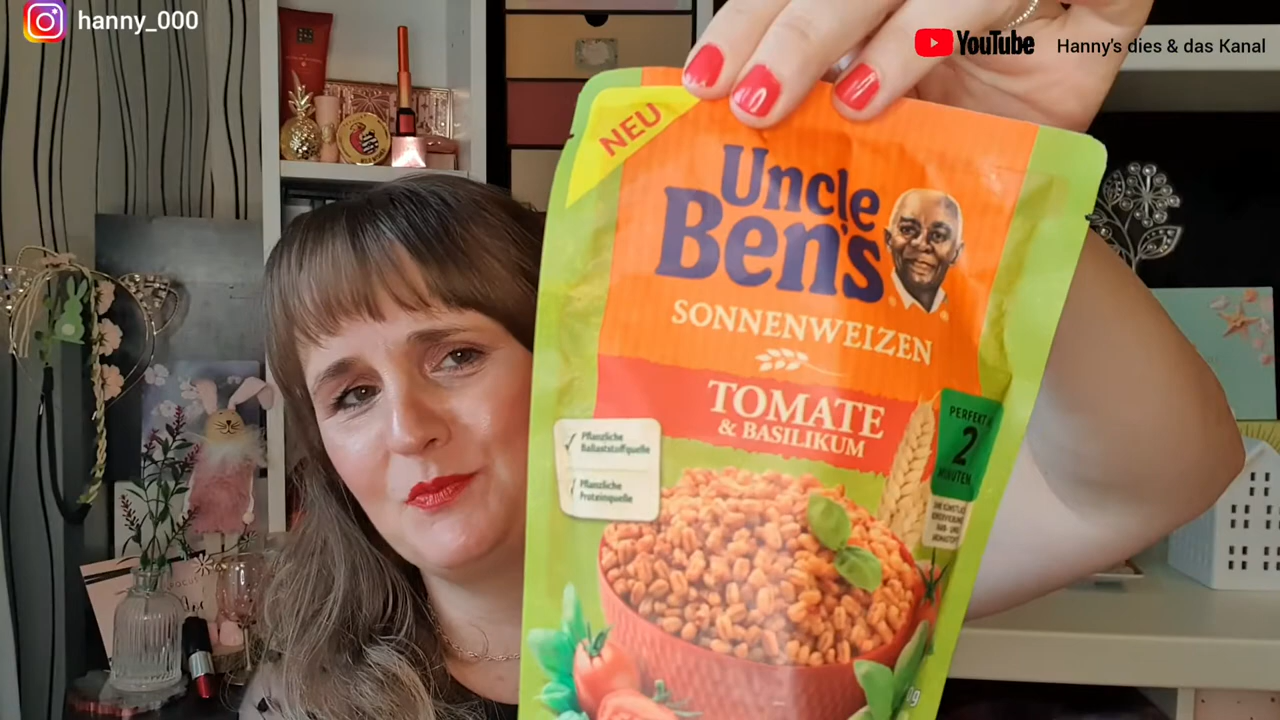 hanny_000
YouTube
Hanny's dies & das Kanal
NEU
Uncle
Ben's
SONNENWEIZEN
TOMATE
& BASILIKUM
Pflanzliche
Ballaststoffquelle
Pflanzliche
Proteinquelle
PERFEKT IN
2
MINUTEN